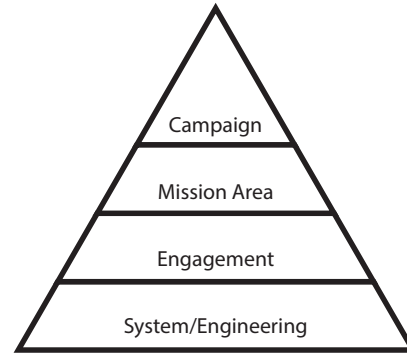 Campaign
Mission Area
Engagement
System/Engineering